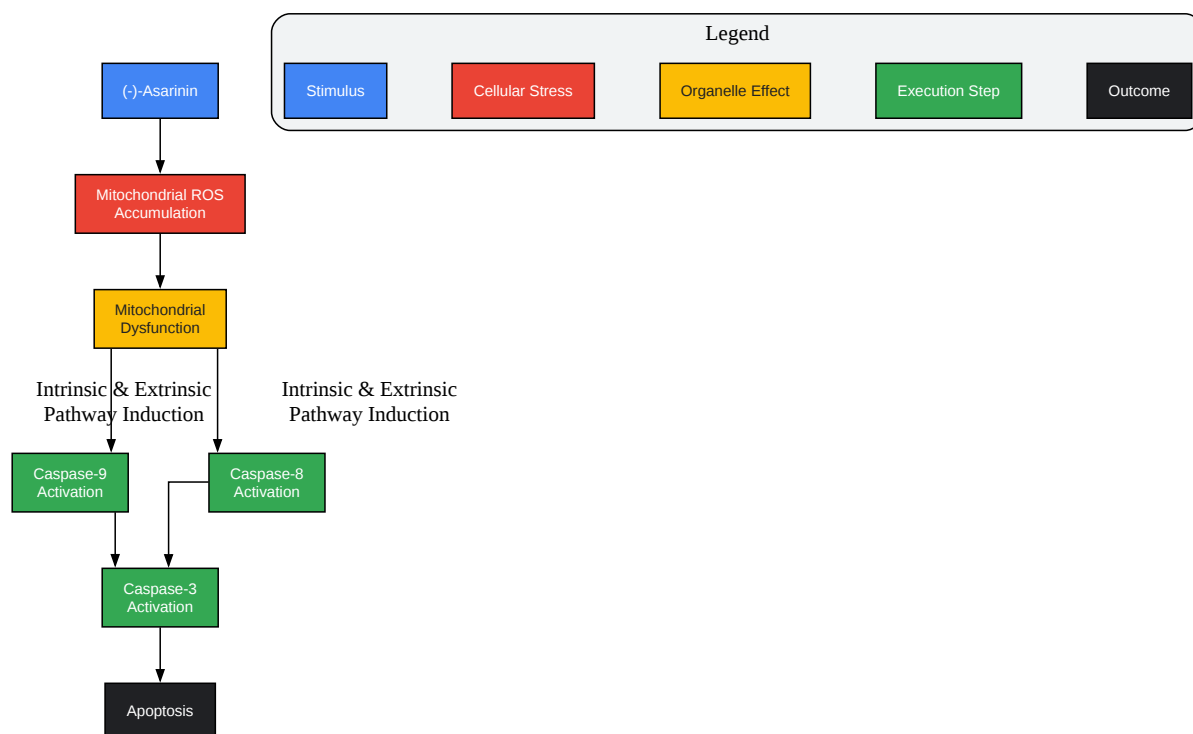 Legend
(-)-Asarinin
Stimulus
Cellular Stress
Organelle Effect
Execution Step
Outcome
Mitochondrial ROS
Accumulation
Mitochondrial
Dysfunction
Intrinsic & Extrinsic
Pathway Induction
Intrinsic & Extrinsic
Pathway Induction
Caspase-9
Activation
Caspase-8
Activation
Caspase-3
Activation
Apoptosis